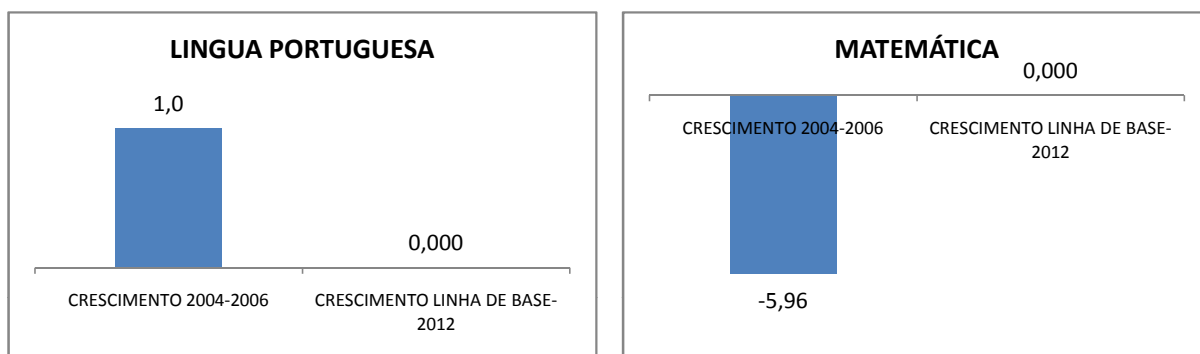 LINGUA PORTUGUESA
1,0
0,000
CRESCIMENTO 2004-2006
CRESCIMENTO LINHA DE BASE-
2012
MATEMÁTICA
0,000
CRESCIMENTO 2004-2006
CRESCIMENTO LINHA DE BASE-
2012
-5,96